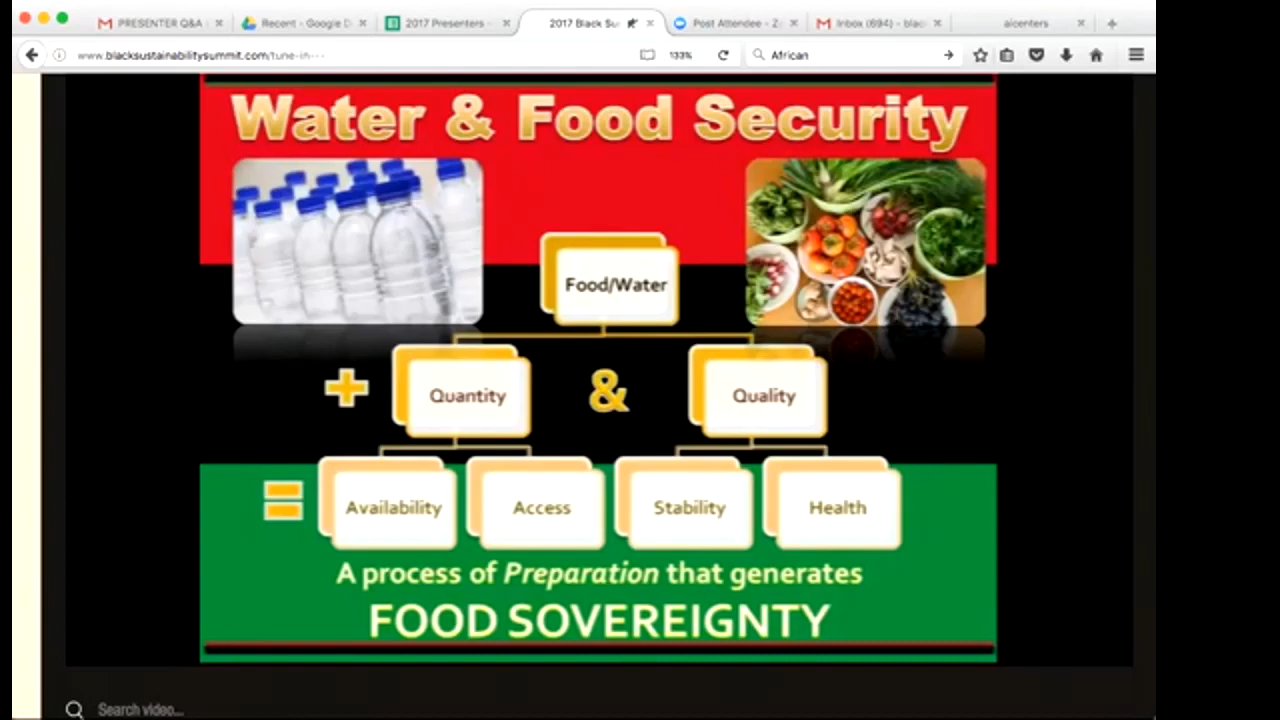 PRESENTER Q&A
Recent - Google D
2017 Presenters -
2017 Black Su
Post Attendee - Z
Inbox (694) - blac
aicenters
www.blacksustainabilitysummit.com/tune-in-··
133%
African
Water & Food Security
Food/Water
+
Quantity
&
Quality
=
Availability
Access
Stability
Health
A process of Preparation that generates
FOOD SOVEREIGNTY
Search video...